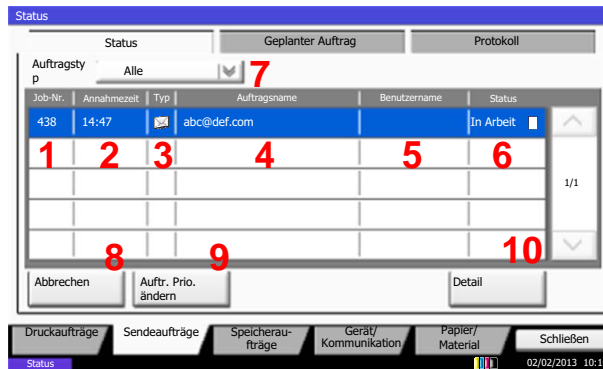 Status
Status Geplanter Auftrag Protokoll
Auftragsty
p
Alle
7
Job-Nr. Annahmezeit Typ Auftragsname Benutzername Status
438 14:47 abc@def.com In Arbeit
1 2 3 4 5 6
1/1
8 9 10
Abbrechen Auftr. Prio. Detail
ändern
Druckaufträge Sendeaufträge Speicherau- Gerät/ Papier/ Schließen
fträge Kommunikation Material
Status 02/02/2013 10:1